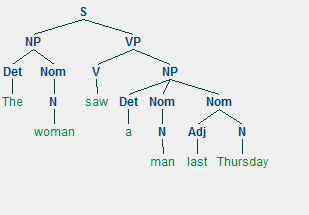 S
NP VP
Det Nom V NP
The N saw Det Nom Nom
woman a N Adj N
man last Thursday